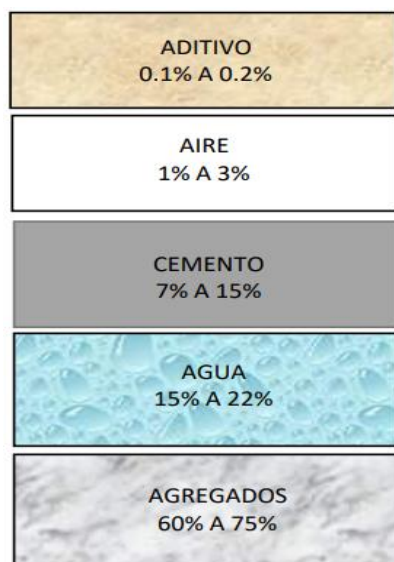 ADITIVO
0.1% A 0.2%
AIRE
1% A 3%
CEMENTO
7% A 15%
AGUA
15% A 22%
AGREGADOS
60% A 75%